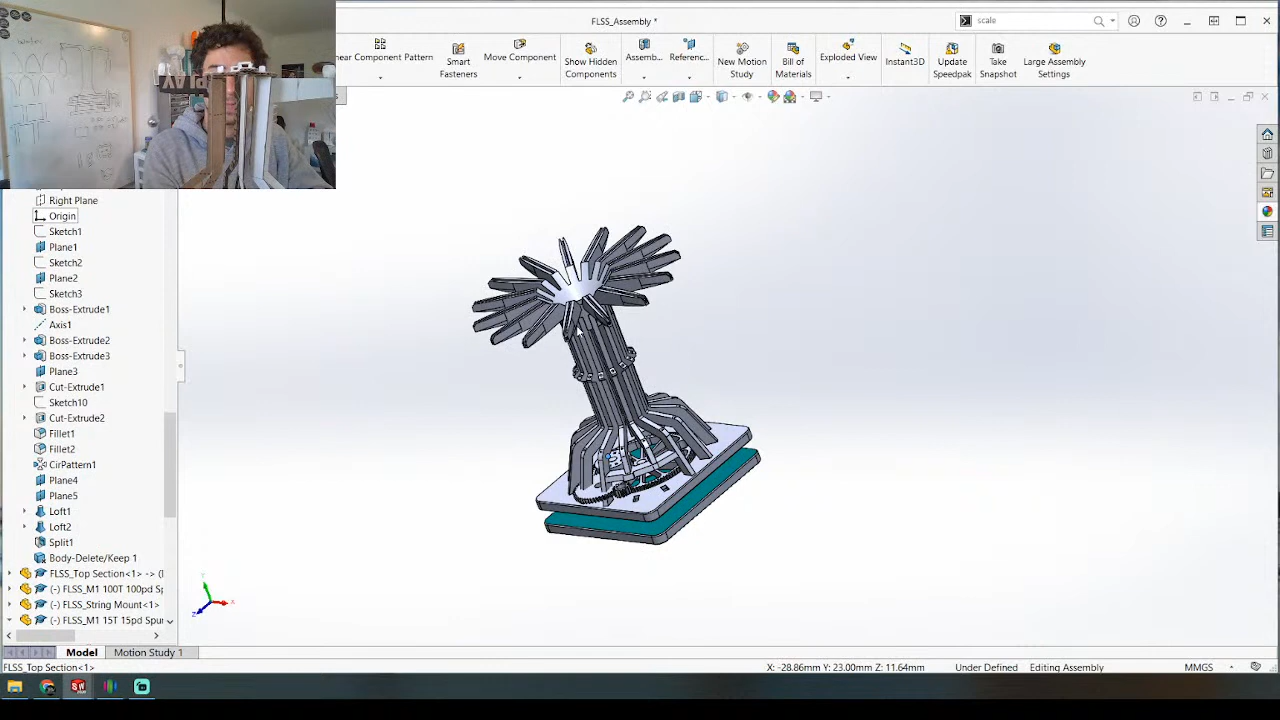 FLSS_Assembly *
scale
near Component Pattern
Smart Fasteners
Move Component
Show Hidden Components
Assemb...
Referenc...
New Motion Study
Bill of Materials
Exploded View
Instant3D
Update Speedpak
Take Snapshot
Large Assembly Settings
Right Plane
Origin
Sketch1
Plane1
Sketch2
Plane2
Sketch3
Boss-Extrude1
Axis1
Boss-Extrude2
Boss-Extrude3
Plane3
Cut-Extrude1
Sketch10
Cut-Extrude2
Fillet1
Fillet2
CirPattern1
Plane4
Plane5
Loft1
Loft2
Split1
Body-Delete/Keep 1
FLSS_Top Section<1> -> (
(-) FLSS_M1 100T 100pd Sp
(-) FLSS_String Mount<1>
(-) FLSS_M1 15T 15pd Spur
Y
X
Z
Model
Motion Study 1
FLSS_Top Section<1>
X: -28.86mm Y: 23.00mm Z: 11.64mm
Under Defined
Editing Assembly
MMGS